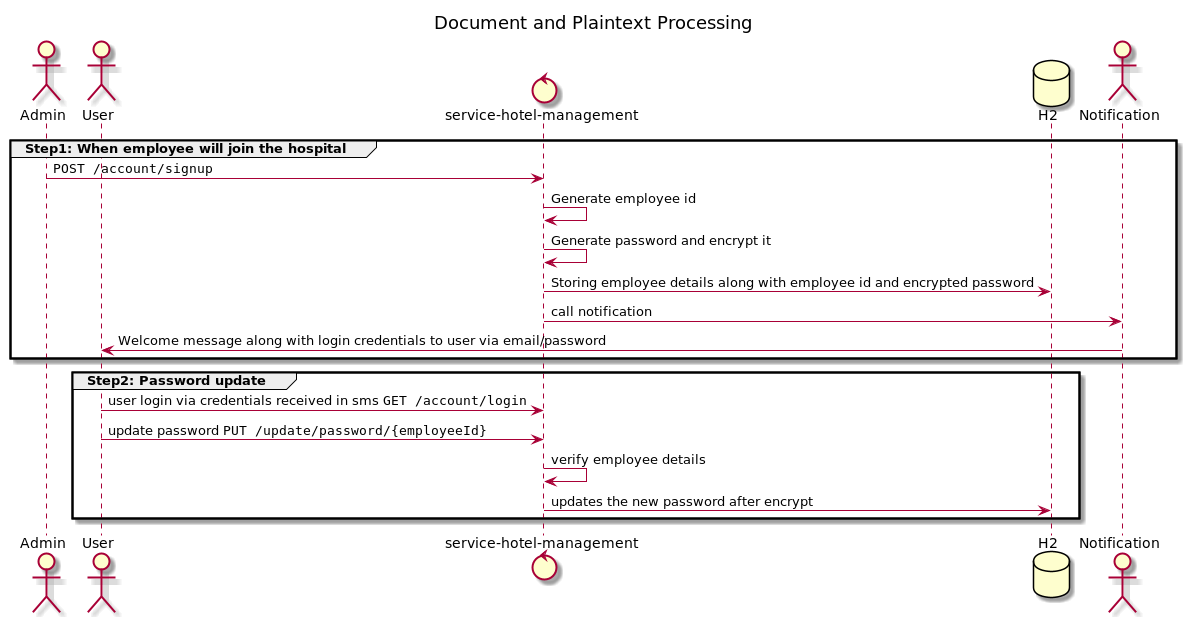 Document and Plaintext Processing
Admin
User
service-hotel-management
H2
Notification
Step1: When employee will join the hospital
POST /account/signup
Generate employee id
Generate password and encrypt it
Storing employee details along with employee id and encrypted password
call notification
Welcome message along with login credentials to user via email/password
Step2: Password update
user login via credentials received in sms GET /account/login
update password PUT /update/password/{employeeId}
verify employee details
updates the new password after encrypt
Admin
User
service-hotel-management
H2
Notification